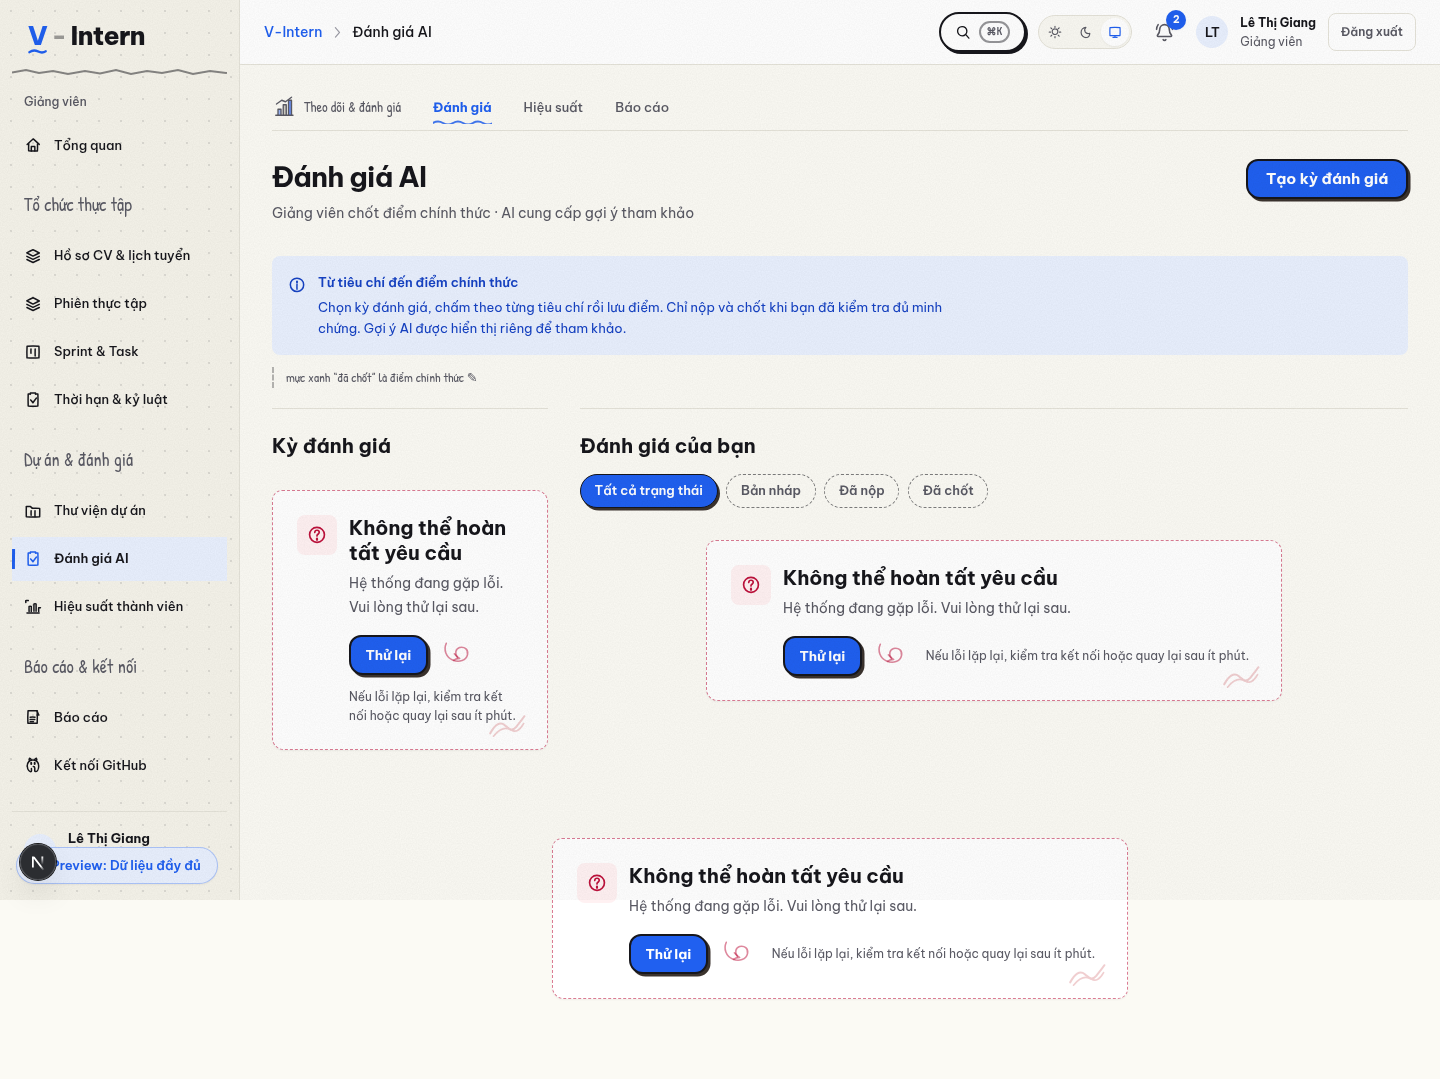 V - Intern
Giảng viên
Tổng quan
Tổ chức thực tập
Hồ sơ CV & lịch tuyển
Phiên thực tập
Sprint & Task
Thời hạn & kỷ luật
Dự án & đánh giá
Thư viện dự án
Đánh giá AI
Hiệu suất thành viên
Báo cáo & kết nối
Báo cáo
Kết nối GitHub
Lê Thị Giang
N
Preview: Dữ liệu đầy đủ
V-Intern
Đánh giá AI
⌘K
2
LT
Lê Thị Giang
Giảng viên
Đăng xuất
Theo dõi & đánh giá
Đánh giá
Hiệu suất
Báo cáo
Đánh giá AI
Giảng viên chốt điểm chính thức · AI cung cấp gợi ý tham khảo
Tạo kỳ đánh giá
Từ tiêu chí đến điểm chính thức
Chọn kỳ đánh giá, chấm theo từng tiêu chí rồi lưu điểm. Chỉ nộp và chốt khi bạn đã kiểm tra đủ minh
chứng. Gợi ý AI được hiển thị riêng để tham khảo.
mực xanh "đã chốt" là điểm chính thức ✎
Kỳ đánh giá
Không thể hoàn
tất yêu cầu
Hệ thống đang gặp lỗi.
Vui lòng thử lại sau.
Thử lại
Nếu lỗi lặp lại, kiểm tra kết
nối hoặc quay lại sau ít phút.
Đánh giá của bạn
Tất cả trạng thái
Bản nháp
Đã nộp
Đã chốt
Không thể hoàn tất yêu cầu
Hệ thống đang gặp lỗi. Vui lòng thử lại sau.
Thử lại
Nếu lỗi lặp lại, kiểm tra kết nối hoặc quay lại sau ít phút.
Không thể hoàn tất yêu cầu
Hệ thống đang gặp lỗi. Vui lòng thử lại sau.
Thử lại
Nếu lỗi lặp lại, kiểm tra kết nối hoặc quay lại sau ít phút.